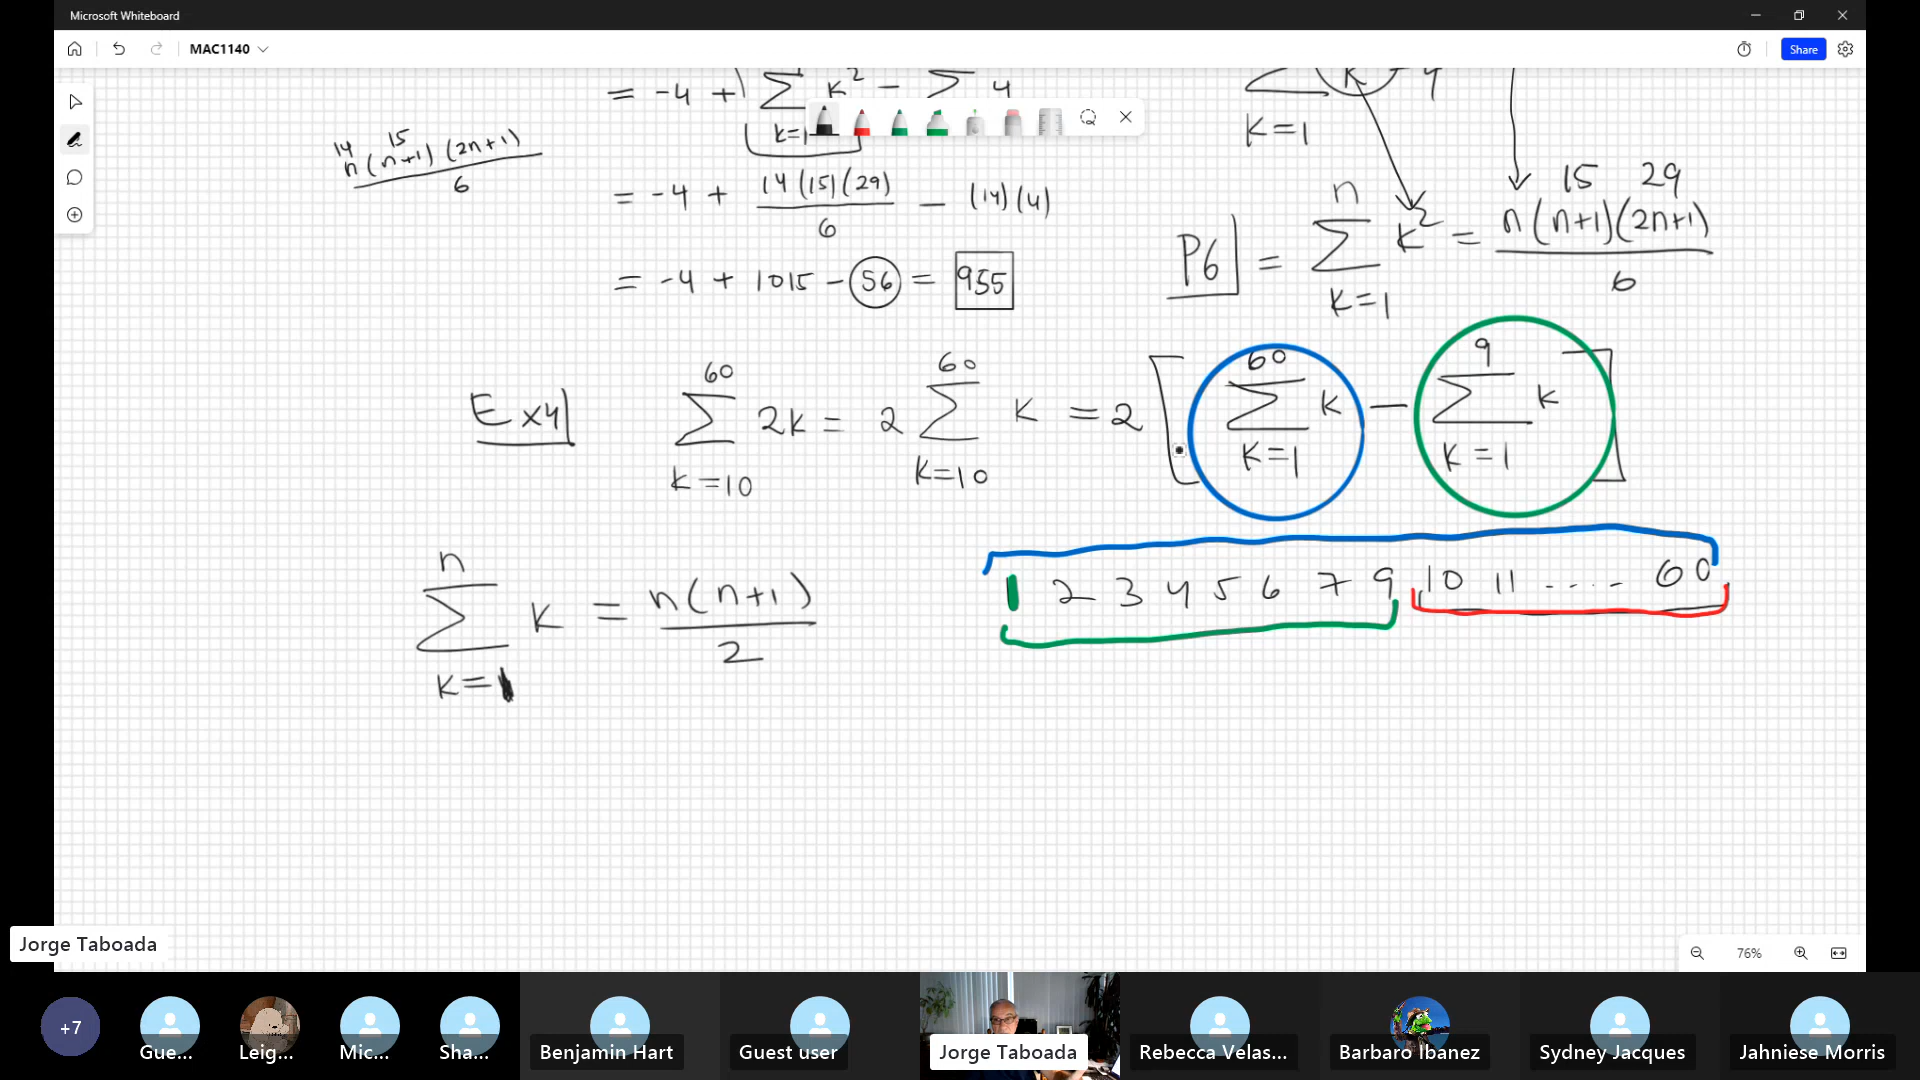 Microsoft Whiteboard
MAC1140
Share
= -4 + ( Σ k² - Σ 4
k=1
k=1
14 15
n(n+1)(2n+1)
6
= -4 + 14(15)(29) - (14)(4)
6
15 29
P6 = n Σ k² = n(n+1)(2n+1)
k=1 6
= -4 + 1015 - 56 = 955
60 60 60 9
Ex4 Σ 2k = 2 Σ k = 2 [ Σ k - Σ k ]
k=10 k=10 k=1 k=1
n
Σ k = n(n+1)
k=1 2
1 2 3 4 5 6 7 9 10 11 .... 60
Jorge Taboada
76%
+7
Gue...
Leig...
Mic...
Sha...
Benjamin Hart
Guest user
Jorge Taboada
Rebecca Velas...
Barbaro Ibanez
Sydney Jacques
Jahniese Morris